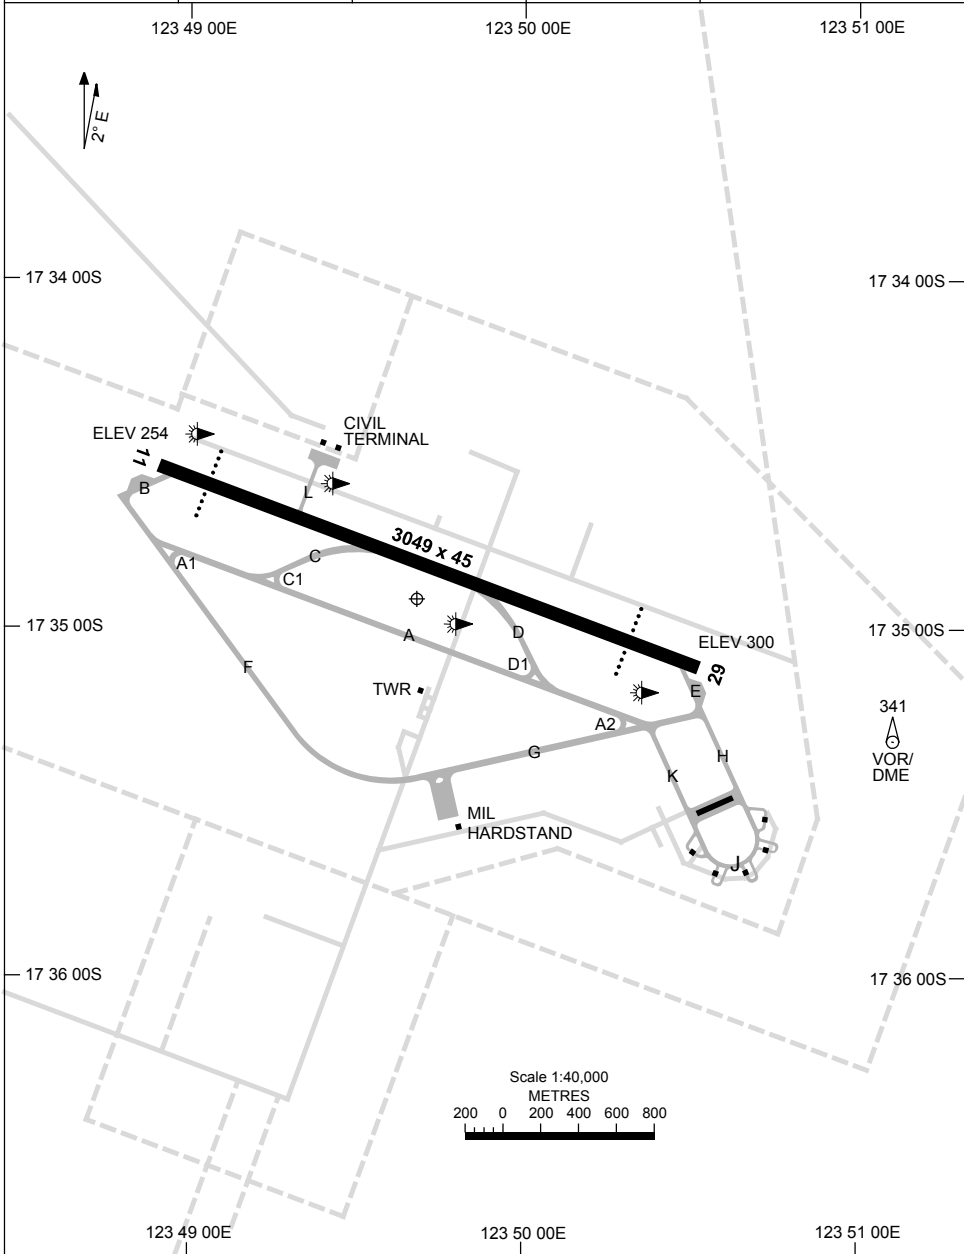 123 49 00E
123 50 00E
123 51 00E
2° E
17 34 00S
17 34 00S
CIVIL
TERMINAL
ELEV 254
11
B
L
3049 x 45
A1
C
C1
17 35 00S
17 35 00S
A
D
ELEV 300
29
D1
F
TWR
E
A2
341
VOR/
DME
G
H
K
MIL
HARDSTAND
J
17 36 00S
17 36 00S
Scale 1:40,000
METRES
200 0 200 400 600 800
123 49 00E
123 50 00E
123 51 00E